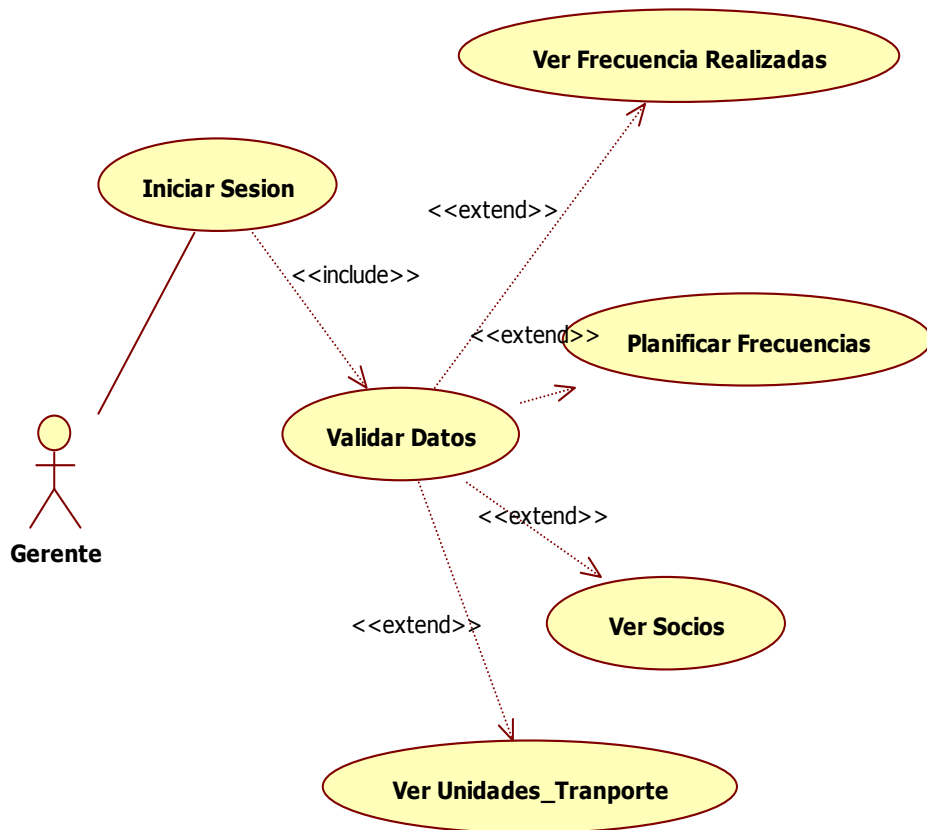 Ver Frecuencia Realizadas
Iniciar Sesion
<<extend>>
<<include>>
<<extend>>
Planificar Frecuencias
Validar Datos
<<extend>>
Gerente
<<extend>>
Ver Socios
Ver Unidades_Tranporte